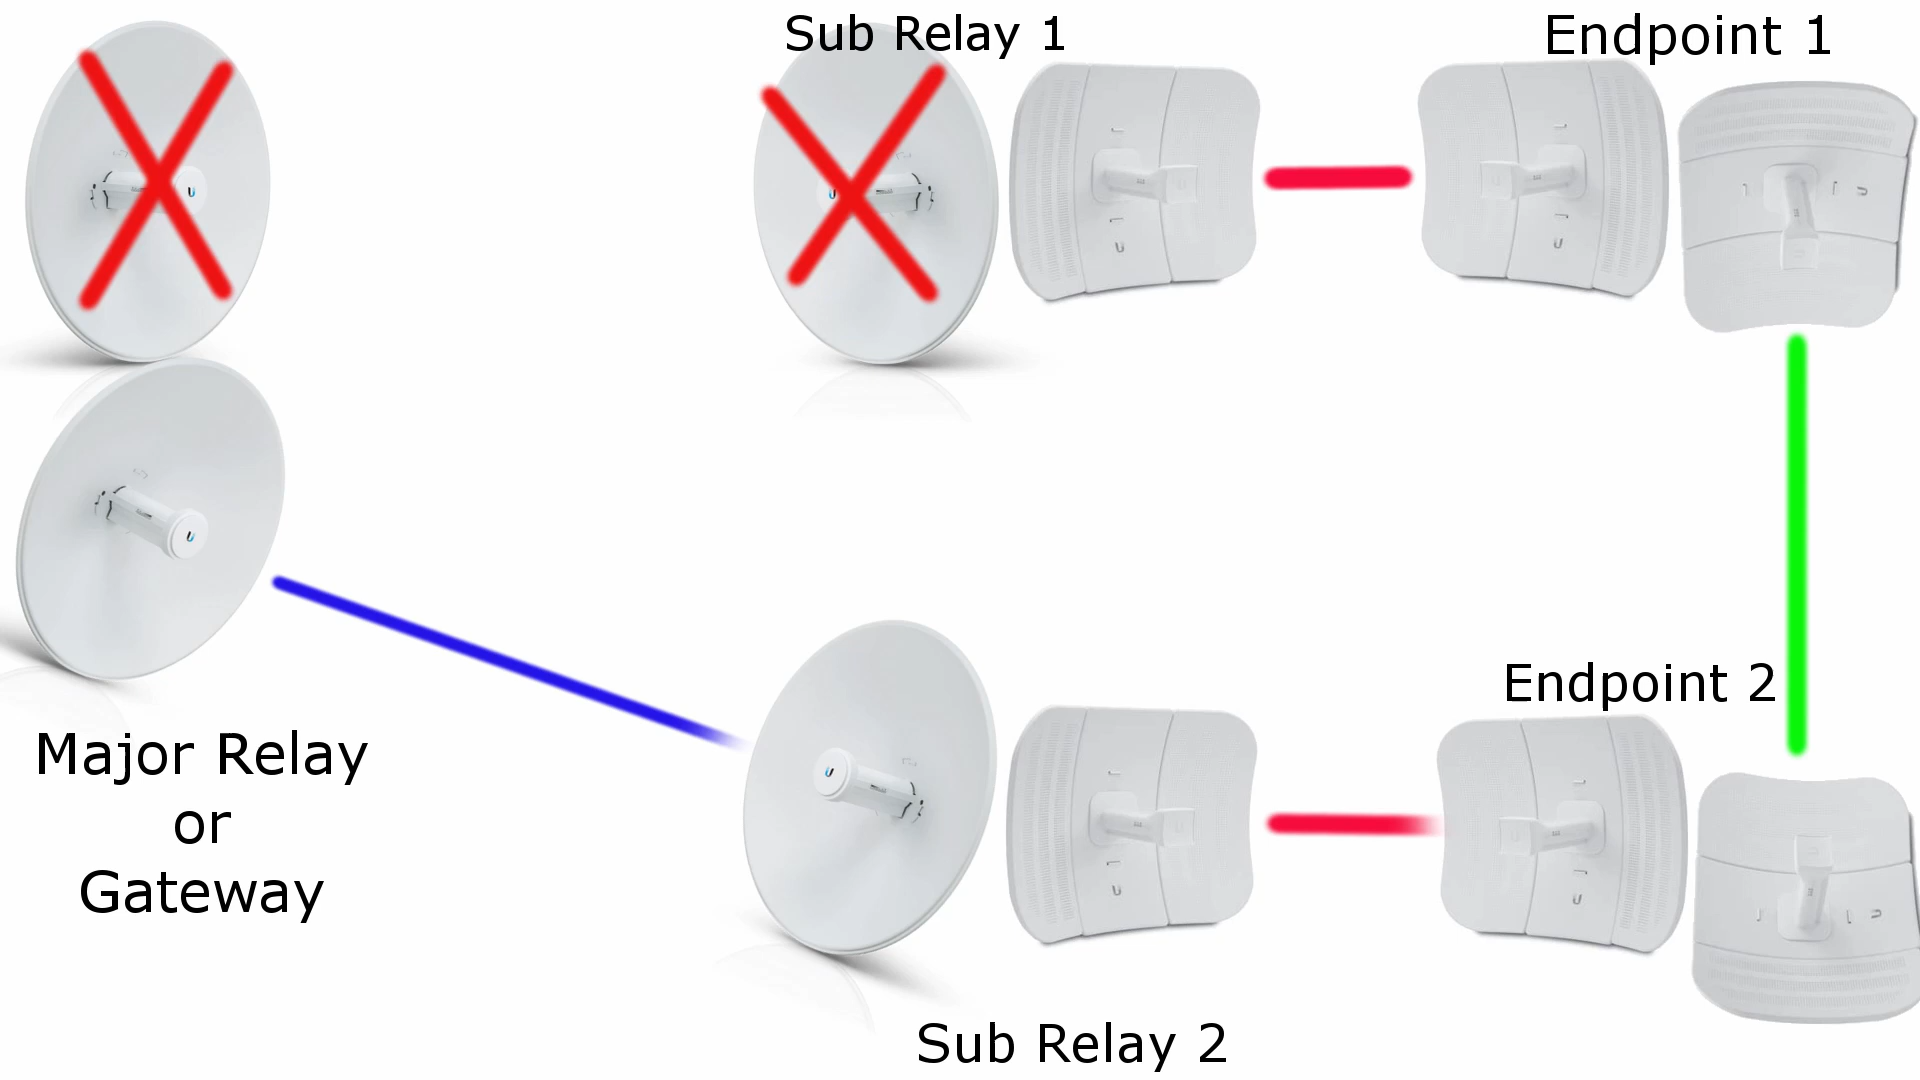 Sub Relay 1
Endpoint 1
Endpoint 2
Major Relay
or
Gateway
Sub Relay 2